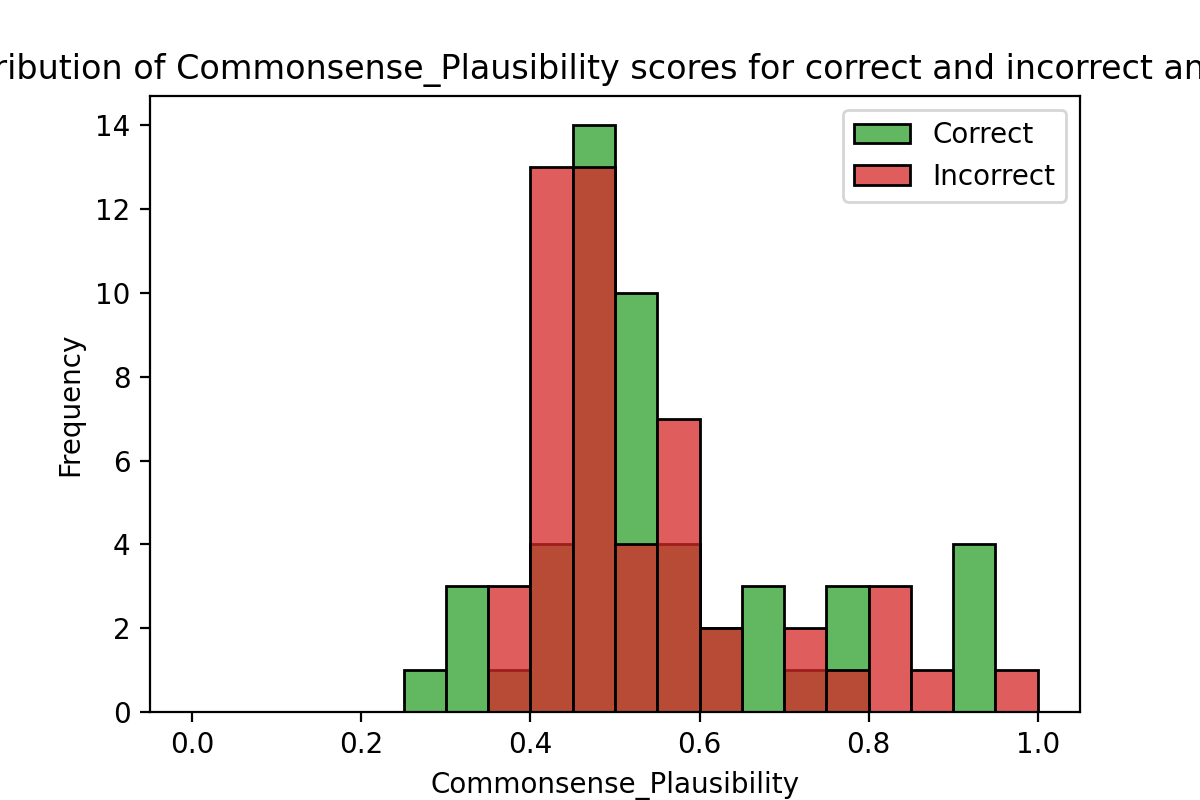 ribution of Commonsense_Plausibility scores for correct and incorrect an
Correct
Incorrect
14
12
10
8
6
4
2
0
Frequency
0.0 0.2 0.4 0.6 0.8 1.0
Commonsense_Plausibility